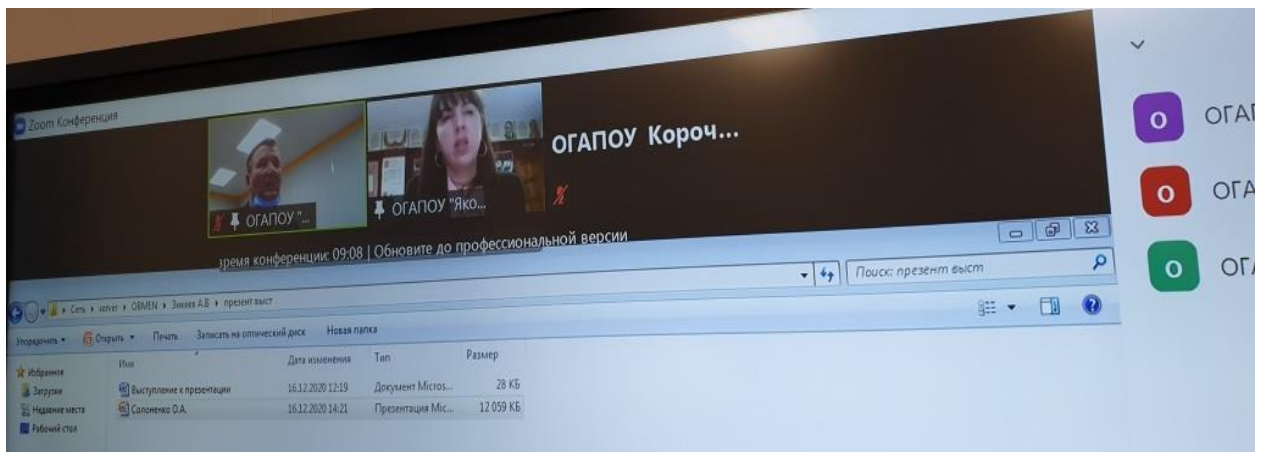 Zoom Конференция
ОГАПОУ "...
ОГАПОУ "Яко...
ОГАПОУ Короч...
время конференции: 09:08 | Обновите до профессиональной версии
О ОГАП
О ОГА
О ОГА
Сеть ▸ server ▸ OBMEN ▸ Зикеев А.В ▸ презент выст
Поиск: презент выст
Упорядочить Открыть Печать Записать на оптический диск Новая папка
Избранное
Загрузки
Недавние места
Рабочий стол
Имя Дата изменения Тип Размер
Выступление к презентации 16.12.2020 12:19 Документ Micros... 28 КБ
Солоненко О.А. 16.12.2020 14:21 Презентация Mic... 12 059 КБ